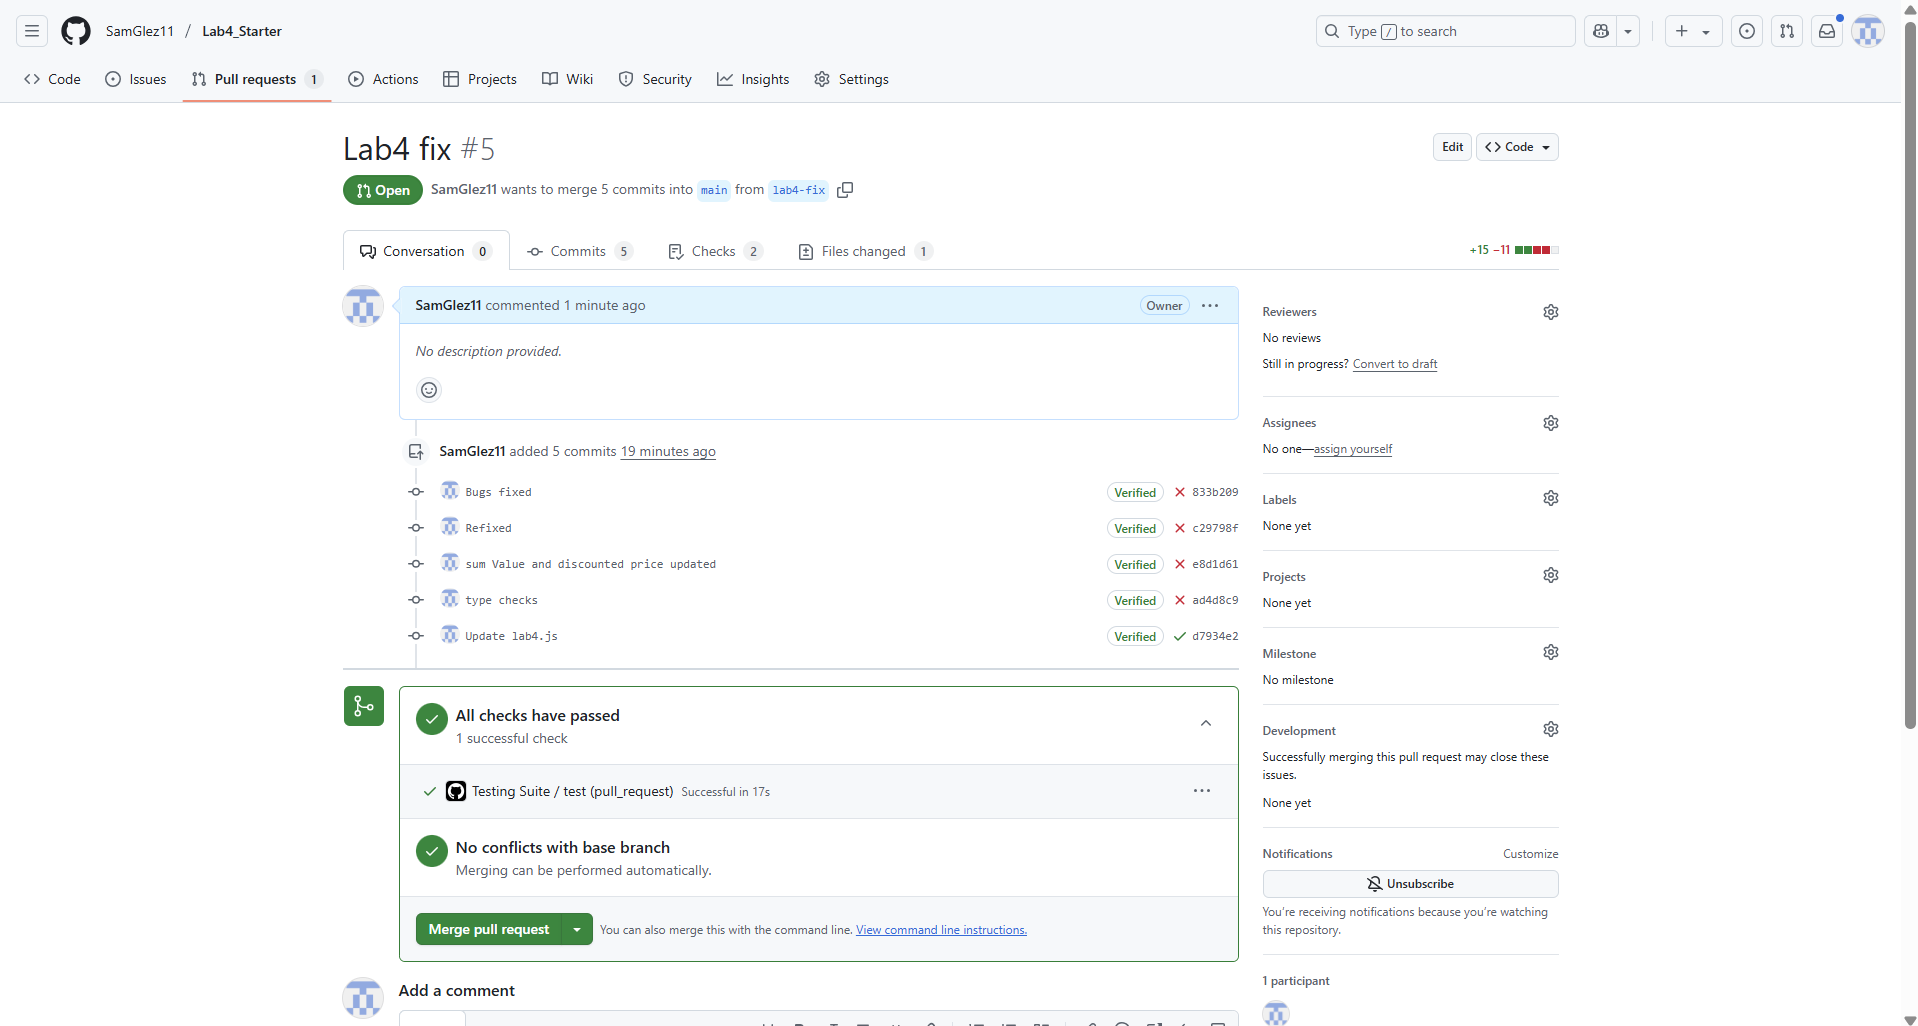 SamGlez11 / Lab4_Starter
Type / to search
Code
Issues
Pull requests 1
Actions
Projects
Wiki
Security
Insights
Settings
Lab4 fix #5
Edit
Code
Open
SamGlez11 wants to merge 5 commits into main from lab4-fix
Conversation 0
Commits 5
Checks 2
Files changed 1
+15 −11
SamGlez11 commented 1 minute ago
Owner
No description provided.
SamGlez11 added 5 commits 19 minutes ago
Bugs fixed Verified 833b209
Refixed Verified c29798f
sum Value and discounted price updated Verified e8d1d61
type checks Verified ad4d8c9
Update lab4.js Verified d7934e2
All checks have passed
1 successful check
Testing Suite / test (pull_request) Successful in 17s
No conflicts with base branch
Merging can be performed automatically.
Merge pull request
You can also merge this with the command line. View command line instructions.
Add a comment
Reviewers
No reviews
Still in progress? Convert to draft
Assignees
No one—assign yourself
Labels
None yet
Projects
None yet
Milestone
No milestone
Development
Successfully merging this pull request may close these
issues.
None yet
Notifications
Customize
Unsubscribe
You're receiving notifications because you're watching
this repository.
1 participant